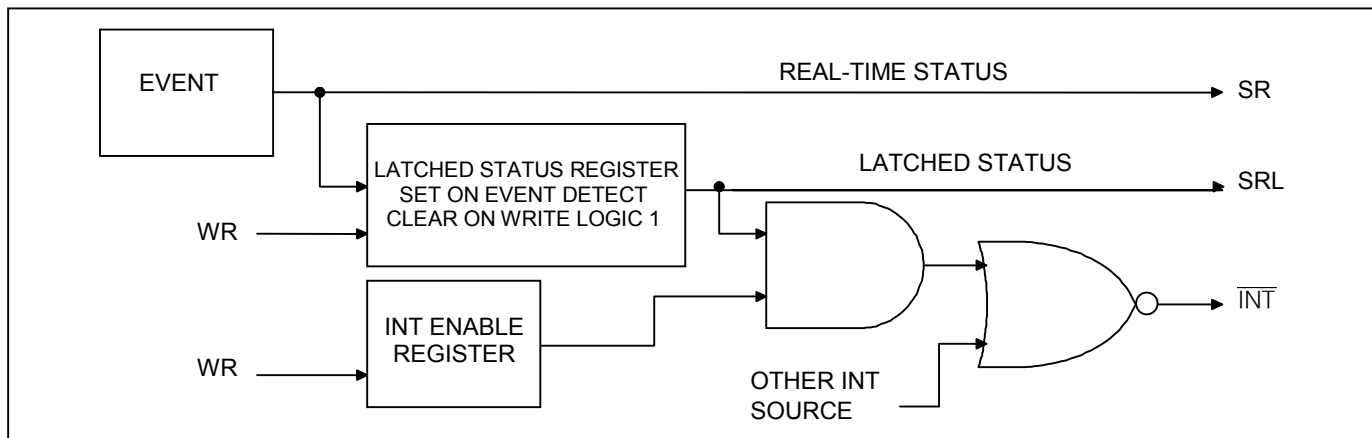 EVENT
REAL-TIME STATUS
SR
LATCHED STATUS REGISTER
SET ON EVENT DETECT
CLEAR ON WRITE LOGIC 1
LATCHED STATUS
SRL
WR
INT ENABLE
REGISTER
WR
OTHER INT
SOURCE
INT